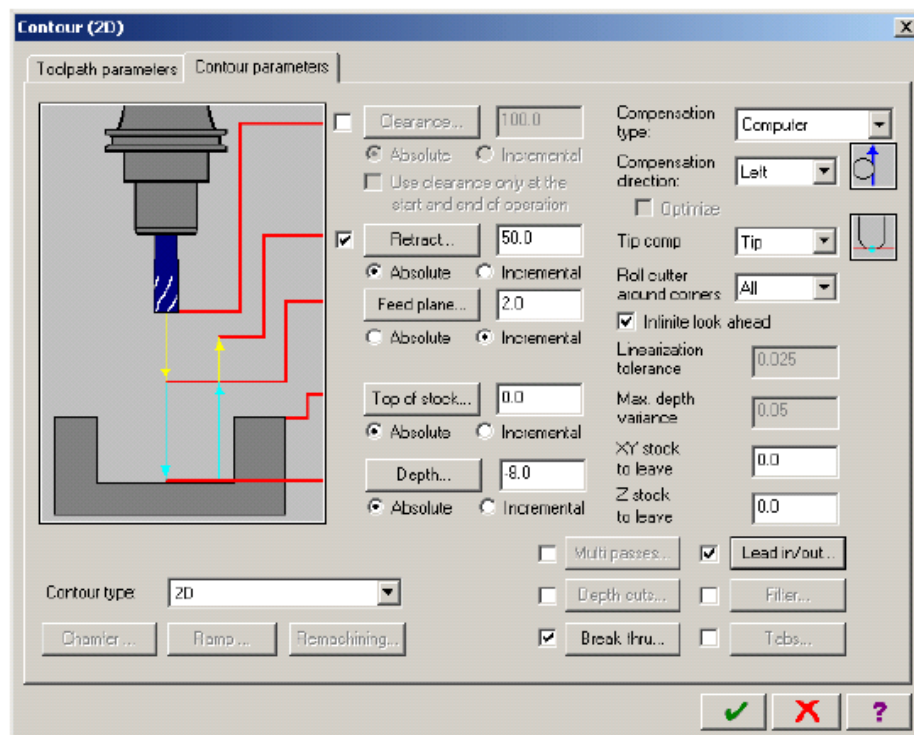 Contour (2D)
Toolpath parameters
Contour parameters
Clearance... 100.0
Absolute Incremental
Use clearance only at the
start and end of operation
Retract... 50.0
Absolute Incremental
Feed plane... 2.0
Absolute Incremental
Top of stock... 0.0
Absolute Incremental
Depth... -8.0
Absolute Incremental
Compensation
type: Computer
Compensation
direction: Left
Optimize
Tip comp Tip
Roll cutter
around corners All
Infinite look ahead
Linearization
tolerance 0.025
Max. depth
variance 0.05
XY stock
to leave 0.0
Z stock
to leave 0.0
Contour type: 2D
Chamfer... Ramp... Remachining...
Multi passes... Lead in/out...
Depth cuts... Filter...
Break thru... Tabs...
?